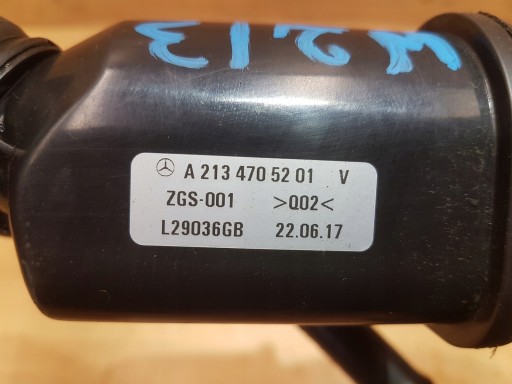 W213
A 213 470 52 01 V
ZGS-001 >Q02<
L29036GB 22.06.17